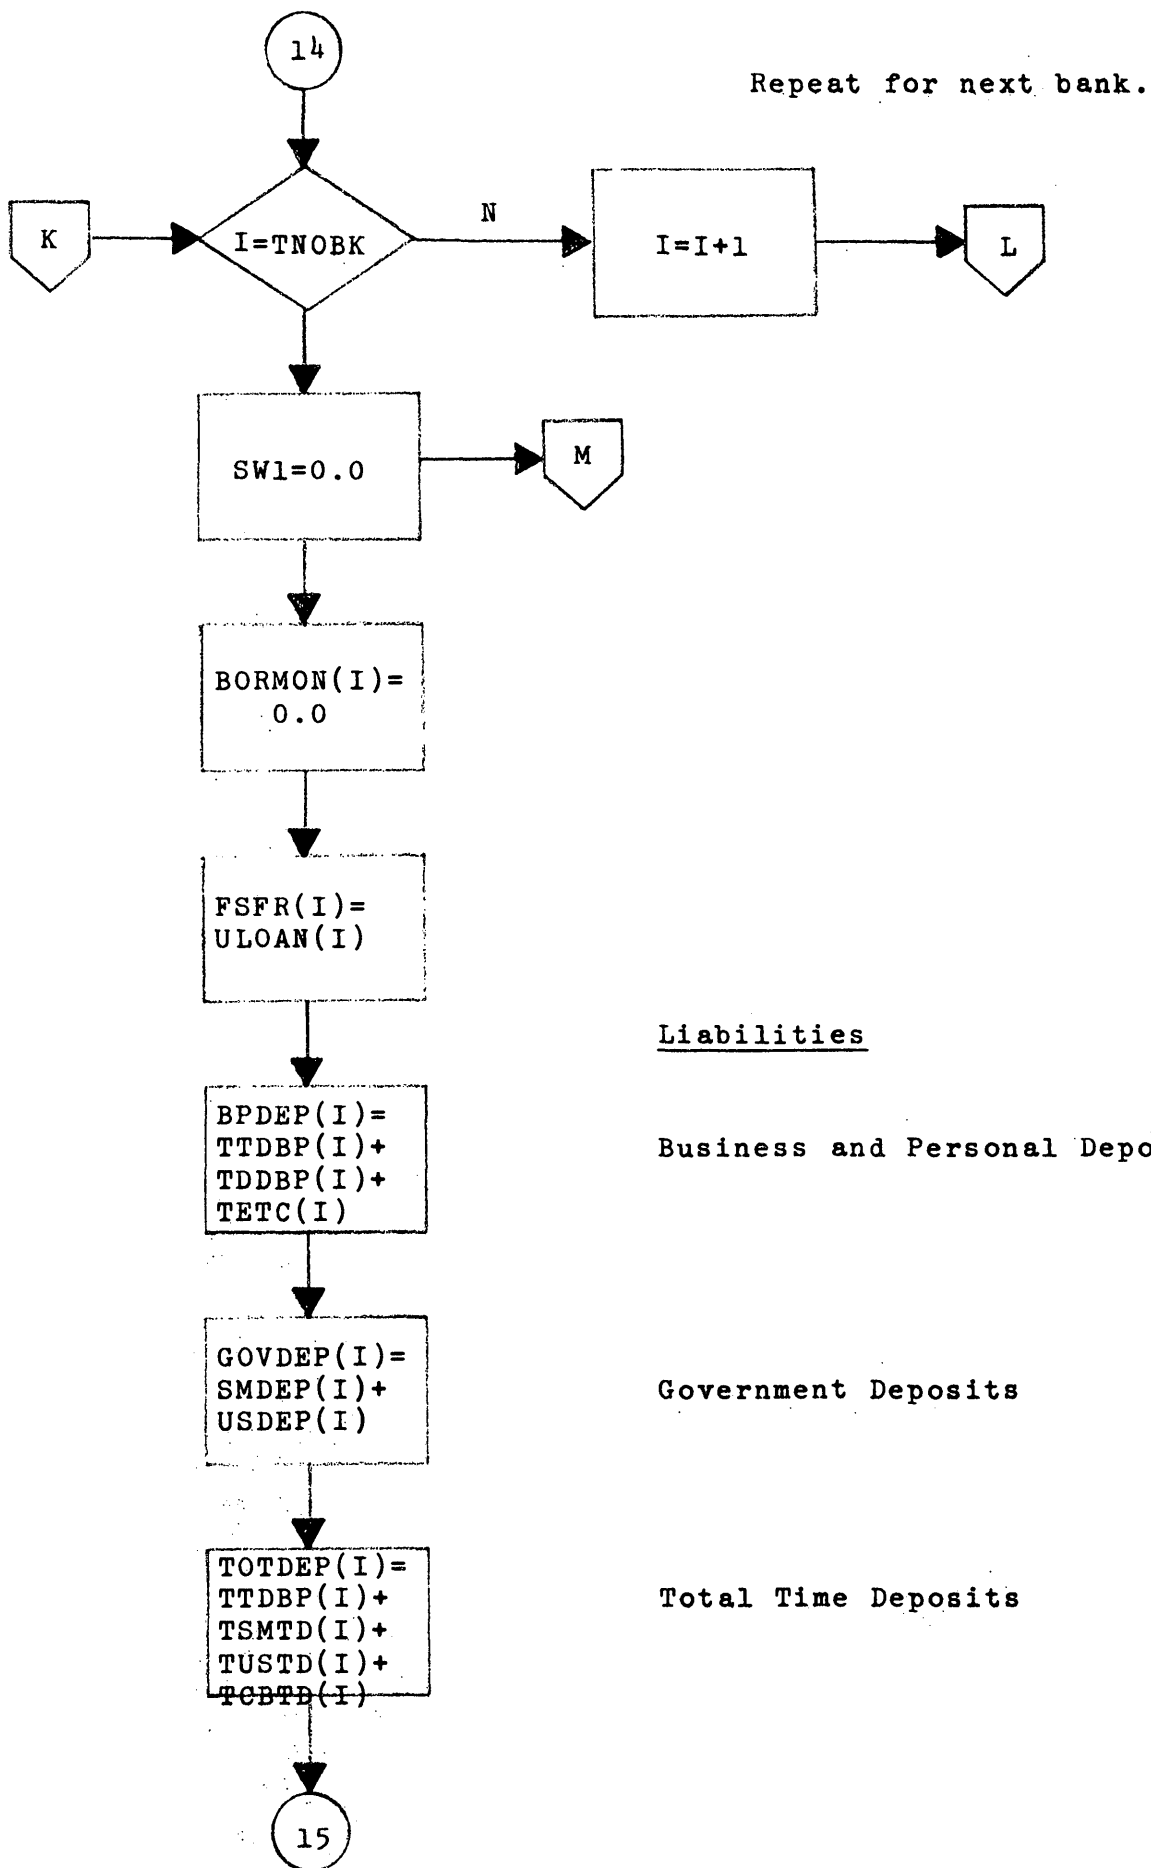 14
Repeat for next bank.
K
I=TNOBK
N
I=I+1
L
SW1=0.0
M
BORMON(I)=
0.0
FSFR(I)=
ULOAN(I)
Liabilities
BPDEP(I)=
TTDBP(I)+
TDDBP(I)+
TETC(I)
Business and Personal
GOVDEP(I)=
SMDEP(I)+
USDEP(I)
Government Deposits
TOTDEP(I)=
TTDBP(I)+
TSMTD(I)+
TUSTD(I)+
TCBTD(I)
Total Time Deposits
15